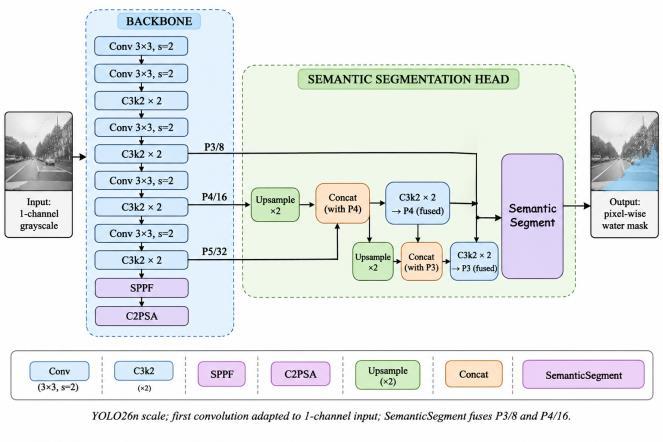 BACKBONE
Conv 3×3, s=2
Conv 3×3, s=2
C3k2 × 2
Conv 3×3, s=2
C3k2 × 2
Conv 3×3, s=2
C3k2 × 2
Conv 3×3, s=2
C3k2 × 2
SPPF
C2PSA
Input:
1-channel
grayscale
P3/8
P4/16
P5/32
SEMANTIC SEGMENTATION HEAD
Upsample
×2
Concat
(with P4)
C3k2 × 2
→ P4 (fused)
Upsample
×2
Concat
(with P3)
C3k2 × 2
→ P3 (fused)
Semantic
Segment
Output:
pixel-wise
water mask
Conv
(3×3, s=2)
C3k2
(×2)
SPPF
C2PSA
Upsample
(×2)
Concat
SemanticSegment
YOLO26n scale; first convolution adapted to 1-channel input; SemanticSegment fuses P3/8 and P4/16.